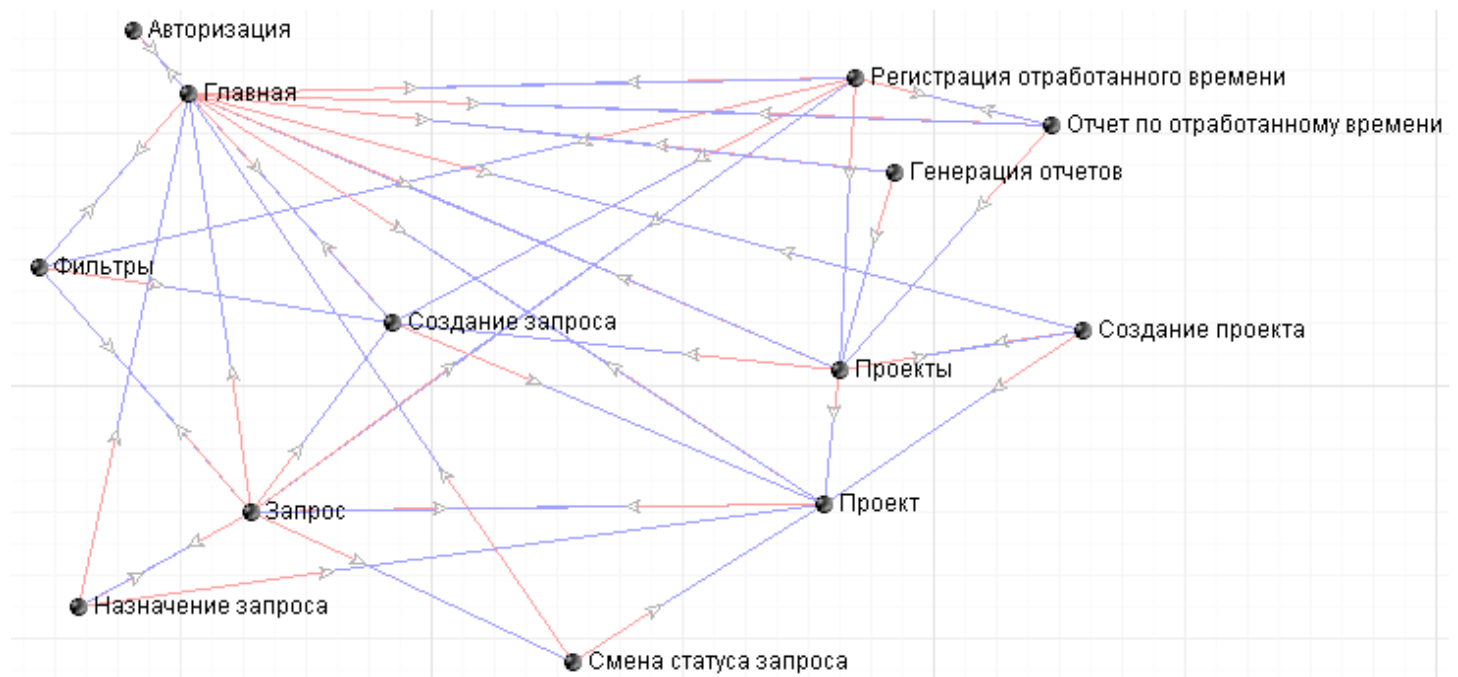 Авторизация
Регистрация отработанного времени
Главная
Отчет по отработанному времени
Генерация отчетов
Фильтры
Создание запроса
Создание проекта
Проекты
Запрос
Проект
Назначение запроса
Смена статуса запроса